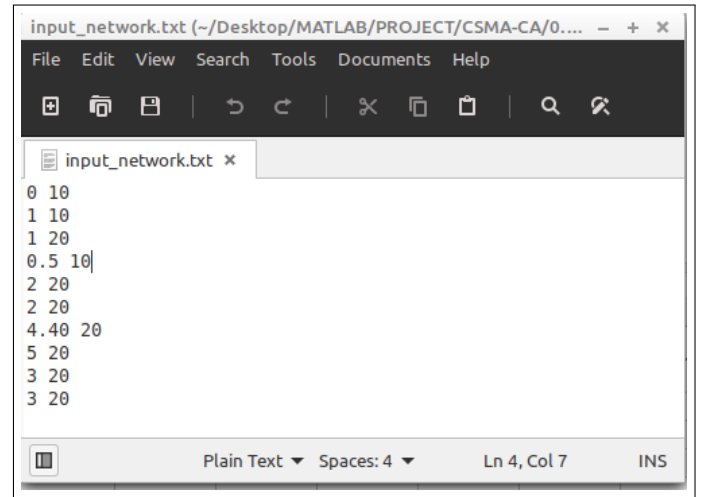 input_network.txt (~/Desktop/MATLAB/PROJECT/CSMA-CA/0....
File Edit View Search Tools Documents Help
input_network.txt
0 10
1 10
1 20
0.5 10
2 20
2 20
4.40 20
5 20
3 20
3 20
Plain Text Spaces: 4 Ln 4, Col 7 INS